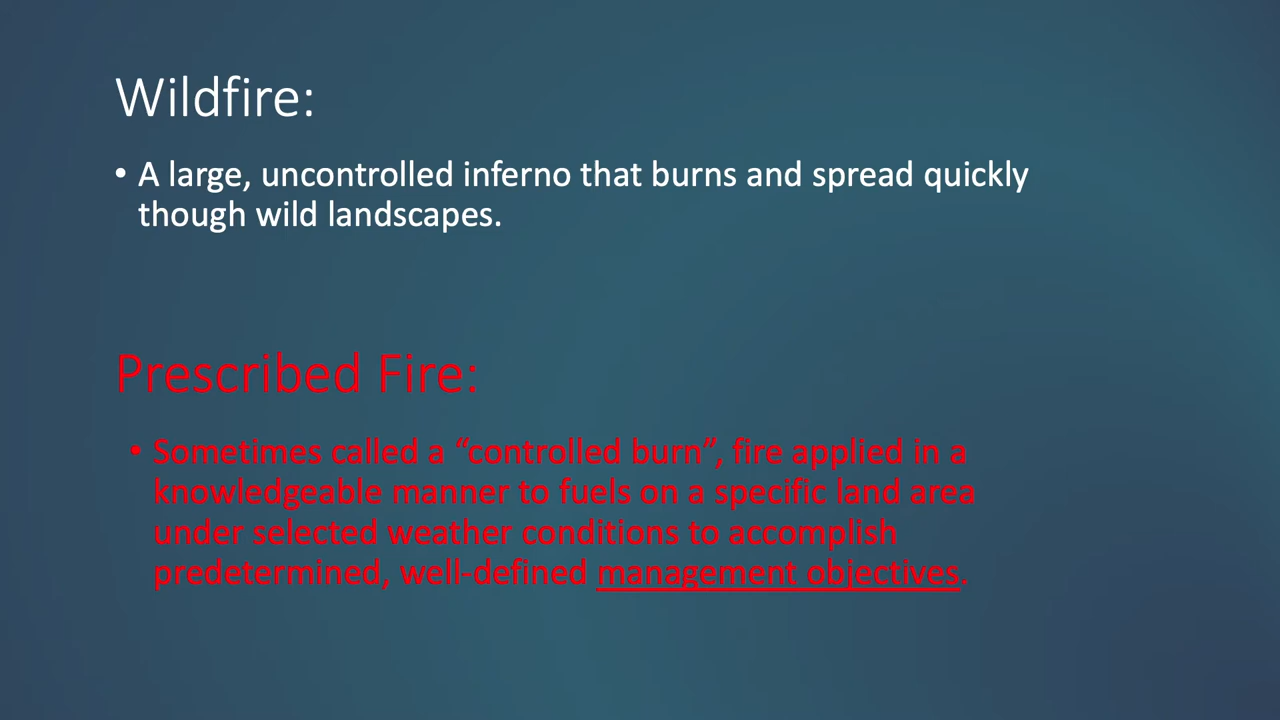 Wildfire:
• A large, uncontrolled inferno that burns and spread quickly
though wild landscapes.
Prescribed Fire:
• Sometimes called a “controlled burn”, fire applied in a
knowledgeable manner to fuels on a specific land area
under selected weather conditions to accomplish
predetermined, well-defined management objectives.